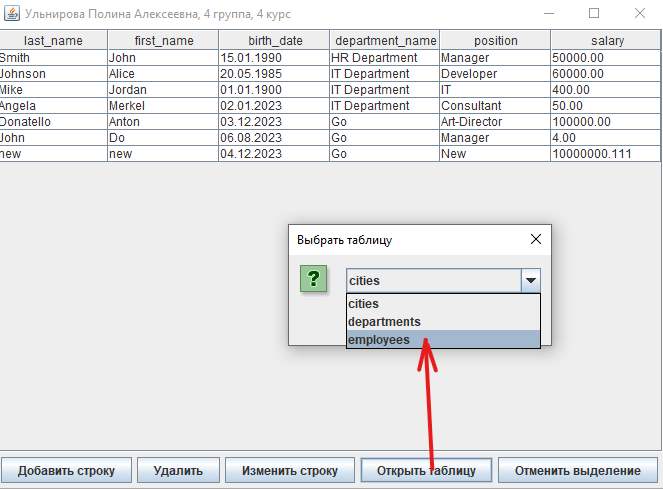 Ульнирова Полина Алексеевна, 4 группа, 4 курс
last_name first_name birth_date department_name position salary
Smith John 15.01.1990 HR Department Manager 50000.00
Johnson Alice 20.05.1985 IT Department Developer 60000.00
Mike Jordan 01.01.1900 IT Department IT 400.00
Angela Merkel 02.01.2023 IT Department Consultant 50.00
Donatello Anton 03.12.2023 Go Art-Director 100000.00
John Do 06.08.2023 Go Manager 4.00
new new 04.12.2023 Go New 10000000.111
Выбрать таблицу
?
cities
cities
departments
employees
Добавить строку Удалить Изменить строку Открыть таблицу Отменить выделение